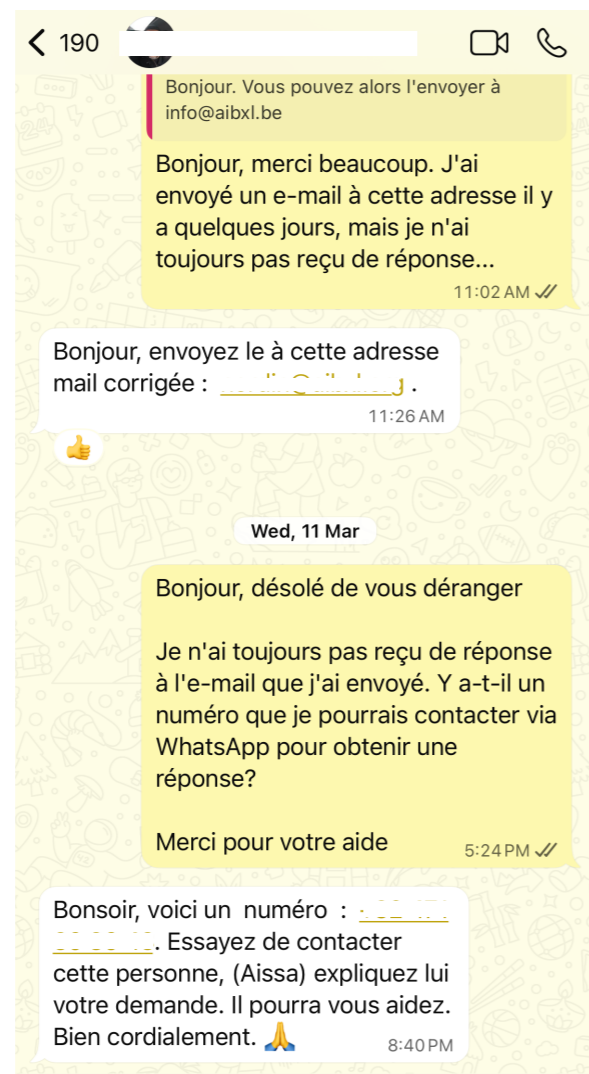 190
Bonjour. Vous pouvez alors l'envoyer à
info@aibxl.be
Bonjour, merci beaucoup. J'ai
envoyé un e-mail à cette adresse il y
a quelques jours, mais je n'ai
toujours pas reçu de réponse...
11:02 AM
Bonjour, envoyez le à cette adresse
mail corrigée : .
11:26 AM
Wed, 11 Mar
Bonjour, désolé de vous déranger
Je n'ai toujours pas reçu de réponse
à l'e-mail que j'ai envoyé. Y a-t-il un
numéro que je pourrais contacter via
WhatsApp pour obtenir une
réponse?
Merci pour votre aide
5:24 PM
Bonsoir, voici un numéro :
. Essayez de contacter
cette personne, (Aissa) expliquez lui
votre demande. Il pourra vous aidez.
Bien cordialement. 🙏
8:40 PM